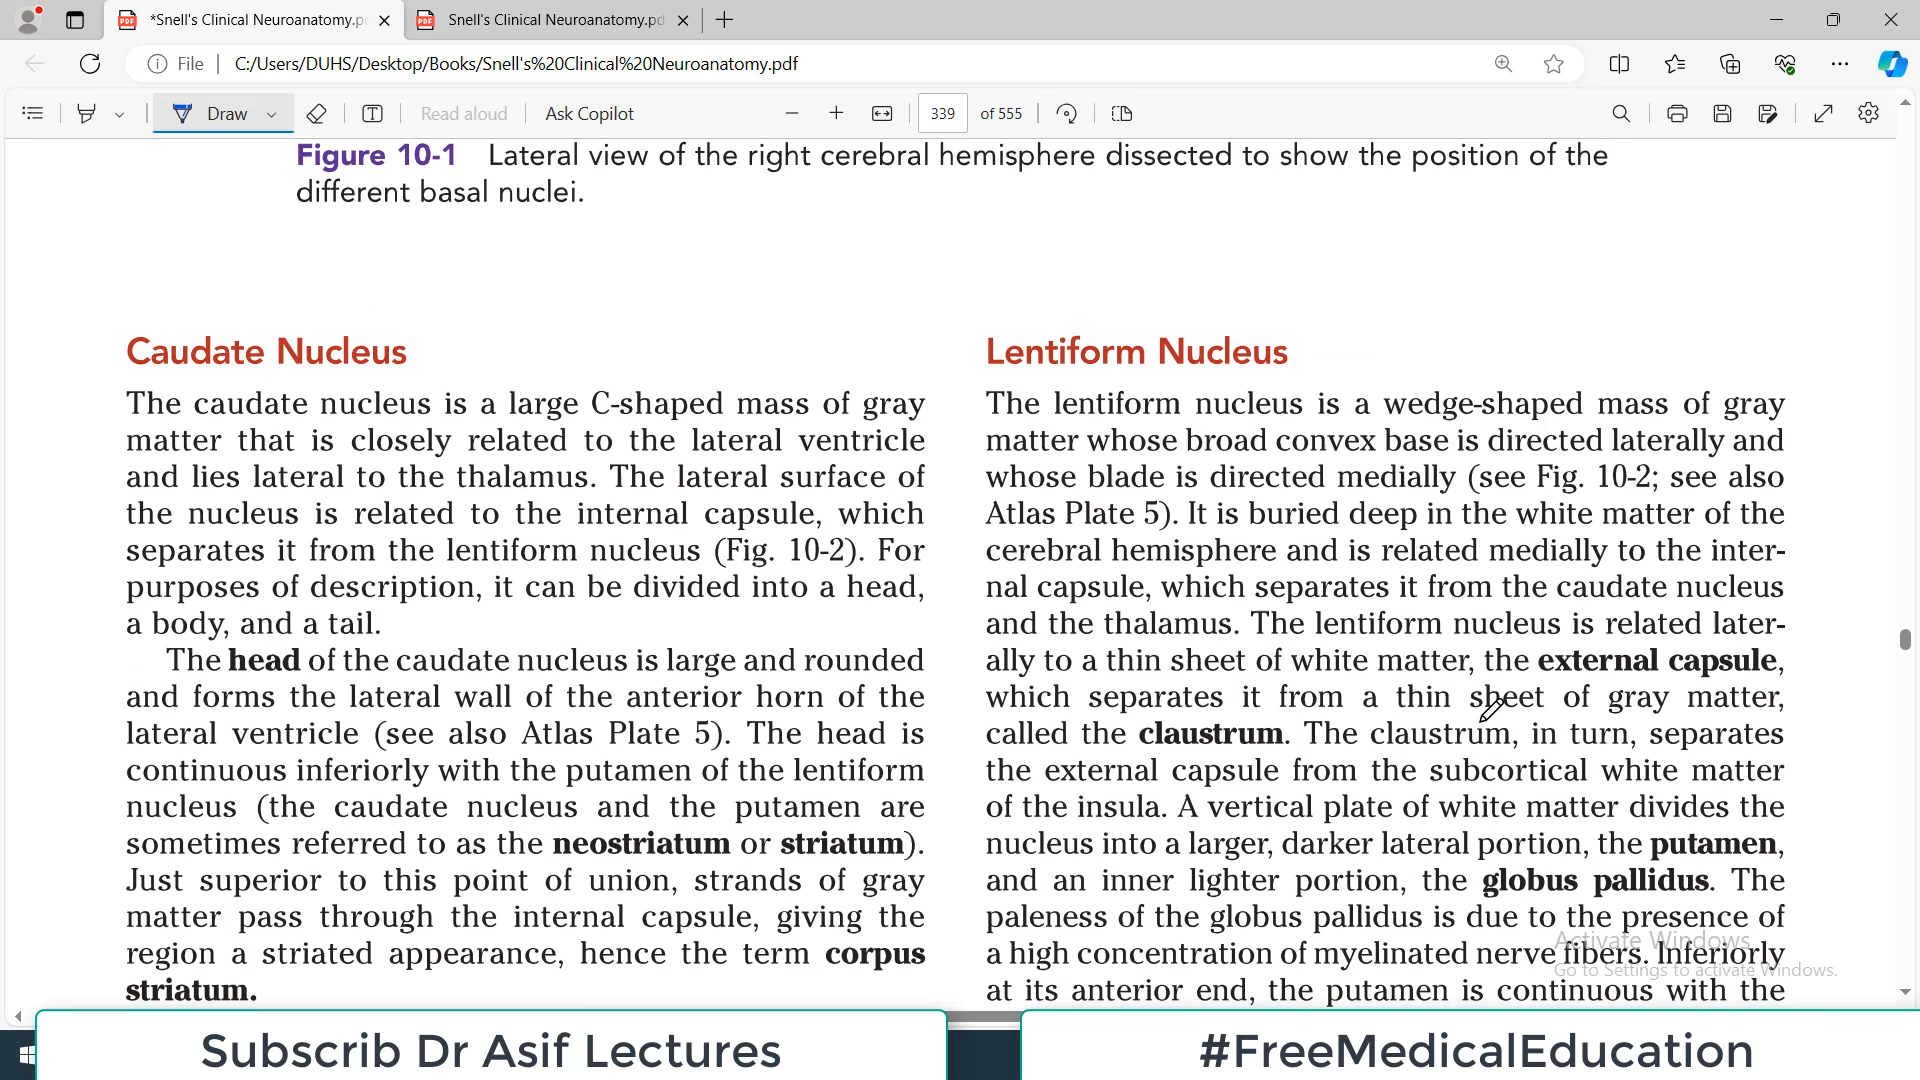 *Snell's Clinical Neuroanatomy.p
Snell's Clinical Neuroanatomy.pd
File
C:/Users/DUHS/Desktop/Books/Snell's%20Clinical%20Neuroanatomy.pdf
Draw
Read aloud
Ask Copilot
339 of 555
Figure 10-1 Lateral view of the right cerebral hemisphere dissected to show the position of the
different basal nuclei.
Caudate Nucleus
The caudate nucleus is a large C-shaped mass of gray
matter that is closely related to the lateral ventricle
and lies lateral to the thalamus. The lateral surface of
the nucleus is related to the internal capsule, which
separates it from the lentiform nucleus (Fig. 10-2). For
purposes of description, it can be divided into a head,
a body, and a tail.
The head of the caudate nucleus is large and rounded
and forms the lateral wall of the anterior horn of the
lateral ventricle (see also Atlas Plate 5). The head is
continuous inferiorly with the putamen of the lentiform
nucleus (the caudate nucleus and the putamen are
sometimes referred to as the neostriatum or striatum).
Just superior to this point of union, strands of gray
matter pass through the internal capsule, giving the
region a striated appearance, hence the term corpus
striatum.
Lentiform Nucleus
The lentiform nucleus is a wedge-shaped mass of gray
matter whose broad convex base is directed laterally and
whose blade is directed medially (see Fig. 10-2; see also
Atlas Plate 5). It is buried deep in the white matter of the
cerebral hemisphere and is related medially to the inter-
nal capsule, which separates it from the caudate nucleus
and the thalamus. The lentiform nucleus is related later-
ally to a thin sheet of white matter, the external capsule,
which separates it from a thin sheet of gray matter,
called the claustrum. The claustrum, in turn, separates
the external capsule from the subcortical white matter
of the insula. A vertical plate of white matter divides the
nucleus into a larger, darker lateral portion, the putamen,
and an inner lighter portion, the globus pallidus. The
paleness of the globus pallidus is due to the presence of
a high concentration of myelinated nerve fibers. Inferiorly
at its anterior end, the putamen is continuous with the
Activate Windows
Go to Settings to activate Windows.
Subscrib Dr Asif Lectures
#FreeMedicalEducation